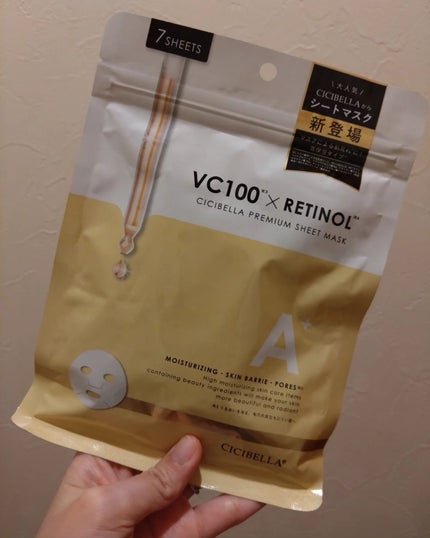 7 SHEETS
\ 大人気 /
CICIBELLAから
シートマスク
新登場
VC100 × RETINOL
CICIBELLA PREMIUM SHEET MASK
A+
MOISTURIZING - SKIN BARRIE - PORES
High moisturizing skin care items
containing beauty ingredients will make your skin
more beautiful and radiant
CICIBELLA